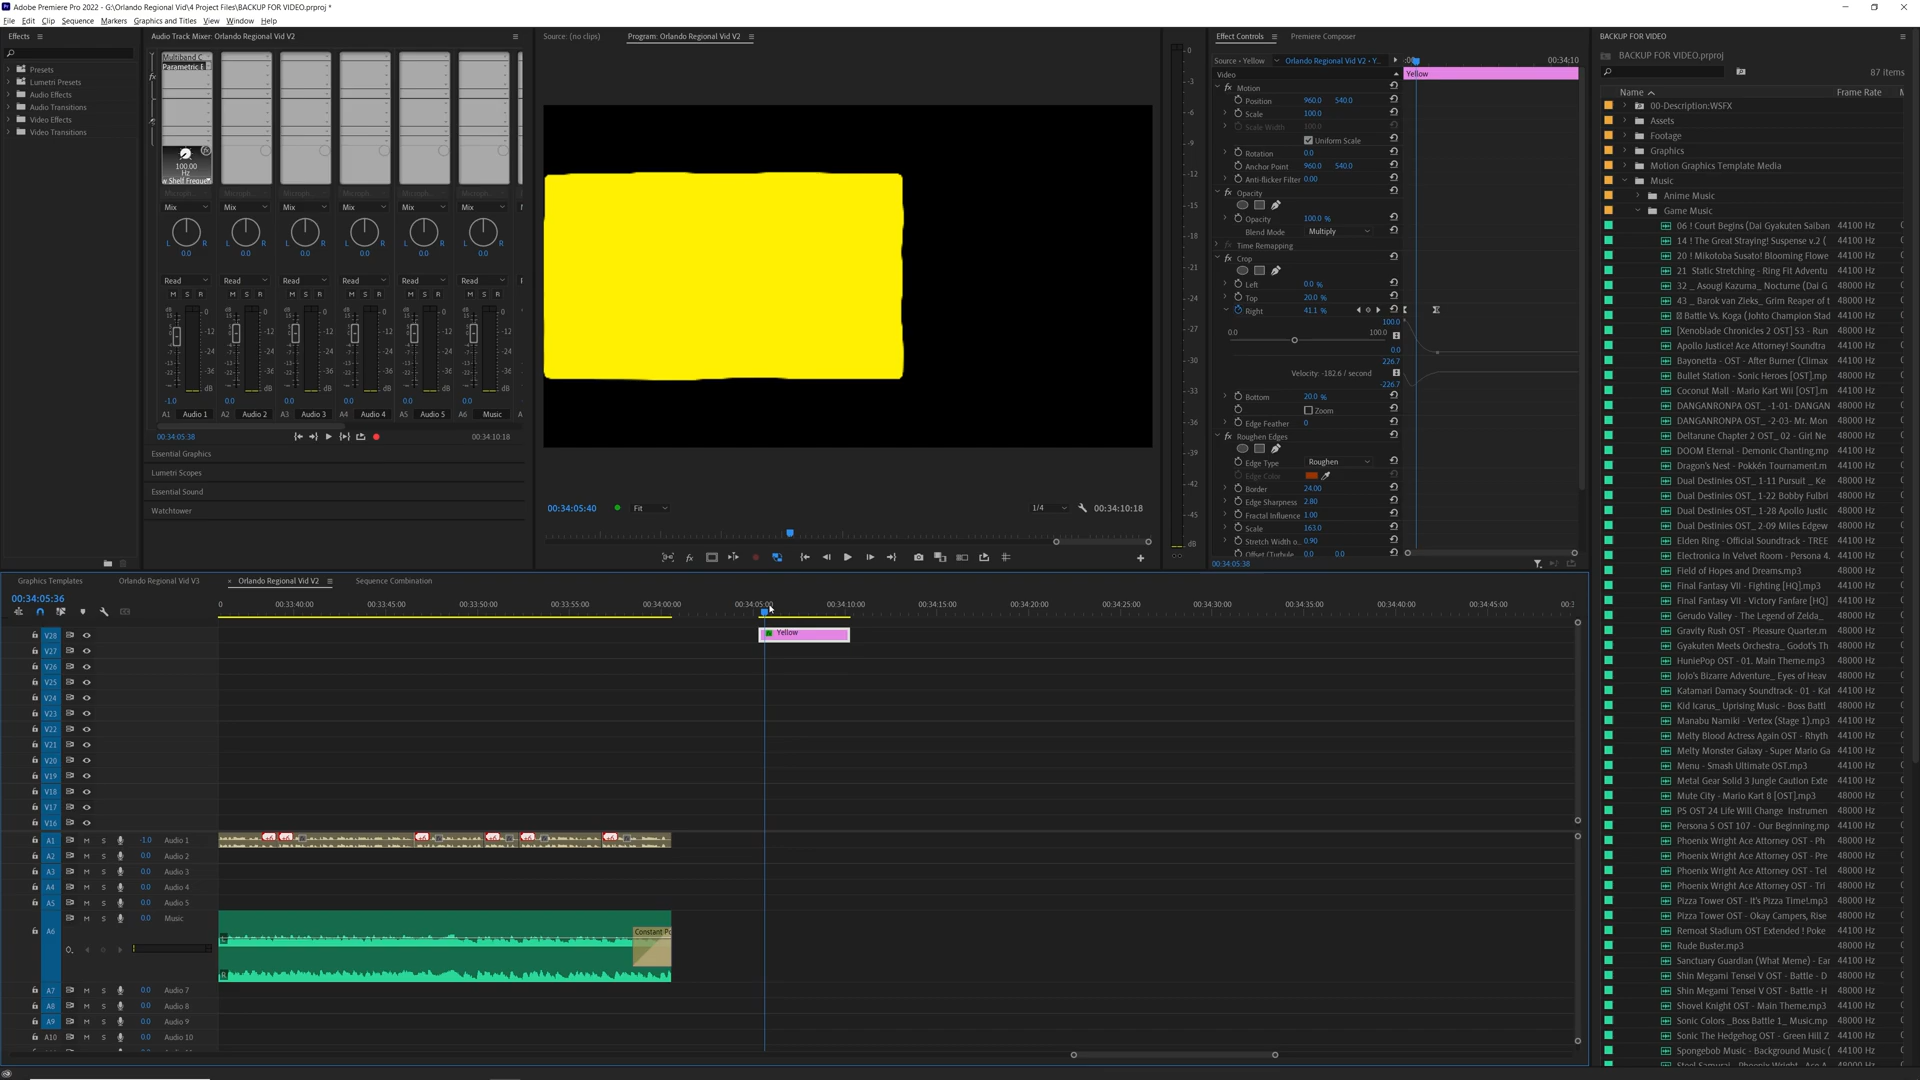 Adobe Premiere Pro 2022 - G:\Orlando Regional Vid\4 Project Files\BACKUP FOR VIDEO.prproj *
File Edit Clip Sequence Markers Graphics and Titles View Window Help
Effects
Presets
Lumetri Presets
Audio Effects
Audio Transitions
Video Effects
Video Transitions
Audio Track Mixer: Orlando Regional Vid V2
Multiband C
Parametric E
100.00
Hz
w Shelf Freque
Mix Mix Mix Mix Mix Mix
L R L R L R L R L R L R
0.0 0.0 0.0 0.0 0.0 0.0
Read Read Read Read Read Read
M S R M S R M S R M S R M S R M S R
-1.0 0.0 0.0 0.0 0.0 0.0
A1 Audio 1 A2 Audio 2 A3 Audio 3 A4 Audio 4 A5 Audio 5 A6 Music
00:34:05:38 00:34:10:18
Essential Graphics
Lumetri Scopes
Essential Sound
Watchtower
Source: (no clips) Program: Orlando Regional Vid V2
00:34:05:40 Fit 1/4 00:34:10:18
0
-3
-6
-9
-12
-15
-18
-21
-24
-27
-30
-33
-36
-39
-42
-45
dB
Effect Controls Premiere Composer
Source • Yellow Orlando Regional Vid V2 • Y... 00:34:10
Video Yellow
Motion
Position 960.0 540.0
Scale 100.0
Scale Width 100.0
Uniform Scale
Rotation 0.0
Anchor Point 960.0 540.0
Anti-flicker Filter 0.00
Opacity
Opacity 100.0 %
Blend Mode Multiply
Time Remapping
Crop
Left 0.0 %
Top 20.0 %
Right 41.1 %
100.0
0.0 100.0
0.0
226.7
Velocity: -182.6 / second
-226.7
Bottom 20.0 %
Zoom
Edge Feather 0
Roughen Edges
Edge Type Roughen
Edge Color
Border 24.00
Edge Sharpness 2.80
Fractal Influence 1.00
Scale 163.0
Stretch Width o... 0.90
Offset (Turbule 0.0 0.0
00:34:05:38
BACKUP FOR VIDEO
BACKUP FOR VIDEO.prproj
87 items
Name Frame Rate
00-Description:WSFX
Assets
Footage
Graphics
Motion Graphics Template Media
Music
Anime Music
Game Music
06 ! Court Begins (Dai Gyakuten Saiban 44100 Hz
14 ! The Great Straying! Suspense v.2 ( 44100 Hz
20 ! Mikotoba Susato! Blooming Flowe 44100 Hz
21 Static Stretching - Ring Fit Adventu 44100 Hz
32 _ Asougi Kazuma_ Nocturne (Dai G 44100 Hz
43 _ Barok van Zieks_ Grim Reaper of t 44100 Hz
Battle Vs. Koga (Johto Champion Stad 44100 Hz
[Xenoblade Chronicles 2 OST] S3 - Run 44100 Hz
Apollo Justice! Ace Attorney! Soundtra 44100 Hz
Bayonetta - OST - After Burner (Climax 44100 Hz
Bullet Station - Sonic Heroes [OST].mp 48000 Hz
Coconut Mall - Mario Kart Wii [OST].m 44100 Hz
DANGANRONPA OST_ -1-01- DANGAN 48000 Hz
DANGANRONPA OST_ -2-03- Mr. Mon 48000 Hz
Deltarune Chapter 2 OST_ 02 - Girl Ne 48000 Hz
DOOM Eternal - Demonic Chanting.mp 48000 Hz
Dragon's Nest - Pokkén Tournament.m 48000 Hz
Dual Destinies OST_ 1-11 Pursuit _ Ke 48000 Hz
Dual Destinies OST_ 1-22 Bobby Fulbri 48000 Hz
Dual Destinies OST_ 1-28 Apollo Justic 48000 Hz
Dual Destinies OST_ 2-09 Miles Edgew 48000 Hz
Elden Ring - Official Soundtrack - TREE 48000 Hz
Electronica In Velvet Room - Persona 4. 48000 Hz
Field of Hopes and Dreams.mp3 48000 Hz
Final Fantasy VII - Fighting [HQ].mp3 48000 Hz
Final Fantasy VII - Victory Fanfare [HQ] 44100 Hz
Gerudo Valley - The Legend of Zelda_ 48000 Hz
Gravity Rush OST - Pleasure Quarter.m 48000 Hz
Gyakuten Meets Orchestra_ Godot's Th 48000 Hz
HuniePop OST - 01. Main Theme.mp3 48000 Hz
JoJo's Bizarre Adventure_ Eyes of Heav 48000 Hz
Katamari Damacy Soundtrack - 01 - Kat 44100 Hz
Kid Icarus_ Uprising Music - Boss Battl 48000 Hz
Manabu Namiki - Vertex (Stage 1).mp3 44100 Hz
Melty Blood Actress Again OST - Rhyth 48000 Hz
Melty Monster Galaxy - Super Mario Ga 44100 Hz
Menu - Smash Ultimate OST.mp3 44100 Hz
Metal Gear Solid 3 Jungle Caution Exte 44100 Hz
Mute City - Mario Kart 8 [OST].mp3 48000 Hz
P5 OST 24 Life Will Change Instrumen 44100 Hz
Persona 5 OST 107 - Our Beginning.mp 44100 Hz
Phoenix Wright Ace Attorney OST - Ph 44100 Hz
Phoenix Wright Ace Attorney OST - Pre 44100 Hz
Phoenix Wright Ace Attorney OST - Tel 44100 Hz
Phoenix Wright Ace Attorney OST - Tri 44100 Hz
Pizza Tower OST - It's Pizza Time!.mp3 48000 Hz
Pizza Tower OST - Okay Campers, Rise 44100 Hz
Remoat Stadium OST Extended ! Poke 44100 Hz
Rude Buster.mp3 48000 Hz
Sanctuary Guardian (What Meme) - Ear 44100 Hz
Shin Megami Tensei V OST - Battle - D 48000 Hz
Shin Megami Tensei V OST - Battle - H 48000 Hz
Shovel Knight OST - Main Theme.mp3 44100 Hz
Sonic Colors _Boss Battle 1_ Music.mp 48000 Hz
Sonic The Hedgehog OST - Green Hill Z 44100 Hz
Spongebob Music - Background Music ( 44100 Hz
Graphics Templates Orlando Regional Vid V3 Orlando Regional Vid V2 Sequence Combination
00:34:05:36
0 00:33:40:00 00:33:45:00 00:33:50:00 00:33:55:00 00:34:00:00 00:34:05:00 00:34:10:00 00:34:15:00 00:34:20:00 00:34:25:00 00:34:30:00 00:34:35:00 00:34:40:00 00:34:45:00
V28 Yellow
V27
V26
V25
V24
V23
V22
V21
V20
V19
V18
V17
V16
A1 M S -1.0 Audio 1
A2 M S 0.0 Audio 2
A3 M S 0.0 Audio 3
A4 M S 0.0 Audio 4
A5 M S 0.0 Audio 5
A6 M S 0.0 Music
Constant Po
A7 M S 0.0 Audio 7
A8 M S 0.0 Audio 8
A9 M S 0.0 Audio 9
A10 M S 0.0 Audio 10